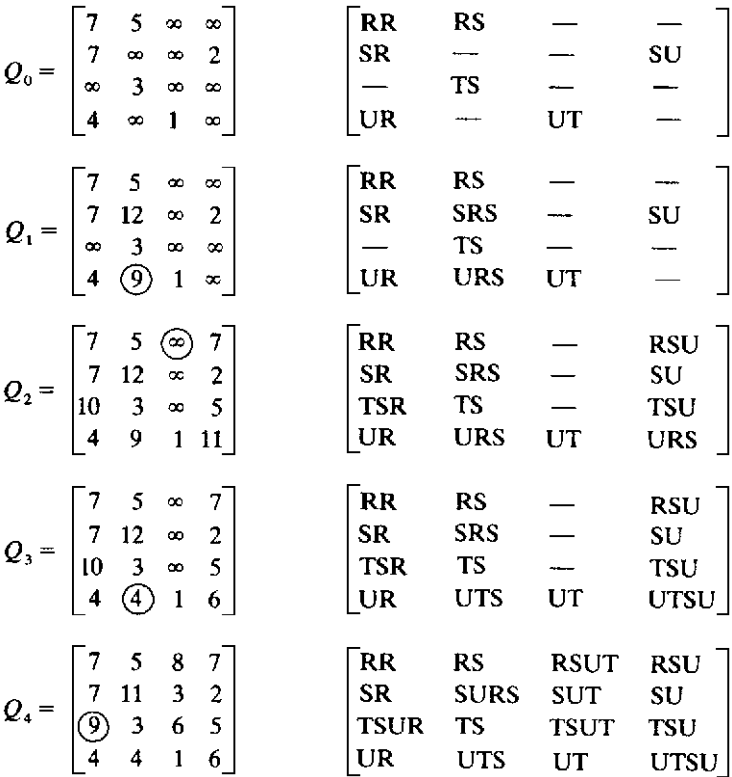 7 5 ∞ ∞ RR RS — —
Q₀ = 7 ∞ ∞ 2 SR — — SU
∞ 3 ∞ ∞ — TS — —
4 ∞ 1 ∞ UR — UT —
7 5 ∞ ∞ RR RS — —
Q₁ = 7 12 ∞ 2 SR SRS — SU
∞ 3 ∞ ∞ — TS — —
4 9 1 ∞ UR URS UT —
7 5 ∞ 7 RR RS — RSU
Q₂ = 7 12 ∞ 2 SR SRS — SU
10 3 ∞ 5 TSR TS — TSU
4 9 1 11 UR URS UT URS
7 5 ∞ 7 RR RS — RSU
Q₃ = 7 12 ∞ 2 SR SRS — SU
10 3 ∞ 5 TSR TS — TSU
4 4 1 6 UR UTS UT UTSU
7 5 8 7 RR RS RSUT RSU
Q₄ = 7 11 3 2 SR SURS SUT SU
9 3 6 5 TSUR TS TSUT TSU
4 4 1 6 UR UTS UT UTSU